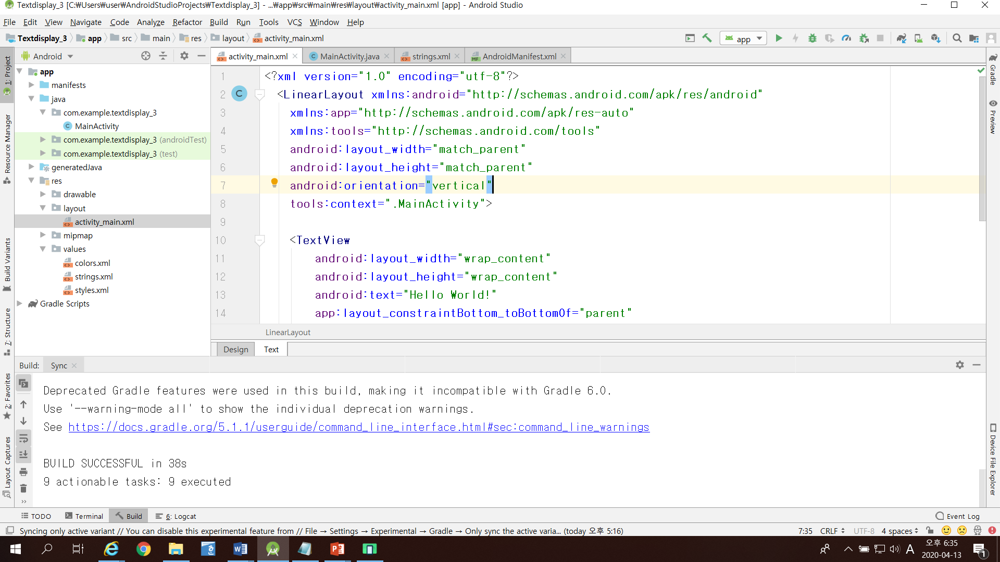 Textdisplay_3 [C:₩Users₩user₩AndroidStudioProjects₩Textdisplay_3] - ...₩app₩src₩main₩res₩layout₩activity_main.xml [app] - Android Studio
File Edit View Navigate Code Analyze Refactor Build Run Tools VCS Window Help
Textdisplay_3 app src main res layout activity_main.xml
app
Android
activity_main.xml MainActivity.java strings.xml AndroidManifest.xml
1: Project
Resource Manager
Build Variants
7: Structure
2: Favorites
Layout Captures
app
manifests
java
com.example.textdisplay_3
MainActivity
com.example.textdisplay_3 (androidTest)
com.example.textdisplay_3 (test)
generatedJava
res
drawable
layout
activity_main.xml
mipmap
values
colors.xml
strings.xml
styles.xml
Gradle Scripts
1 <?xml version="1.0" encoding="utf-8"?>
2 <LinearLayout xmlns:android="http://schemas.android.com/apk/res/android"
3 xmlns:app="http://schemas.android.com/apk/res-auto"
4 xmlns:tools="http://schemas.android.com/tools"
5 android:layout_width="match_parent"
6 android:layout_height="match_parent"
7 android:orientation="vertical"
8 tools:context=".MainActivity">
9
10 <TextView
11 android:layout_width="wrap_content"
12 android:layout_height="wrap_content"
13 android:text="Hello World!"
14 app:layout_constraintBottom_toBottomOf="parent"
LinearLayout
Design Text
Gradle
Preview
Device File Explorer
Build: Sync
Deprecated Gradle features were used in this build, making it incompatible with Gradle 6.0.
Use '--warning-mode all' to show the individual deprecation warnings.
See https://docs.gradle.org/5.1.1/userguide/command_line_interface.html#sec:command_line_warnings
BUILD SUCCESSFUL in 38s
9 actionable tasks: 9 executed
TODO Terminal Build 6: Logcat Event Log
Syncing only active variant // You can disable this experimental feature from // File → Settings → Experimental → Gradle → Only sync the active varia... (today 오후 5:16) 7:35 CRLF UTF-8 4 spaces
A 오후 6:35
2020-04-13
1